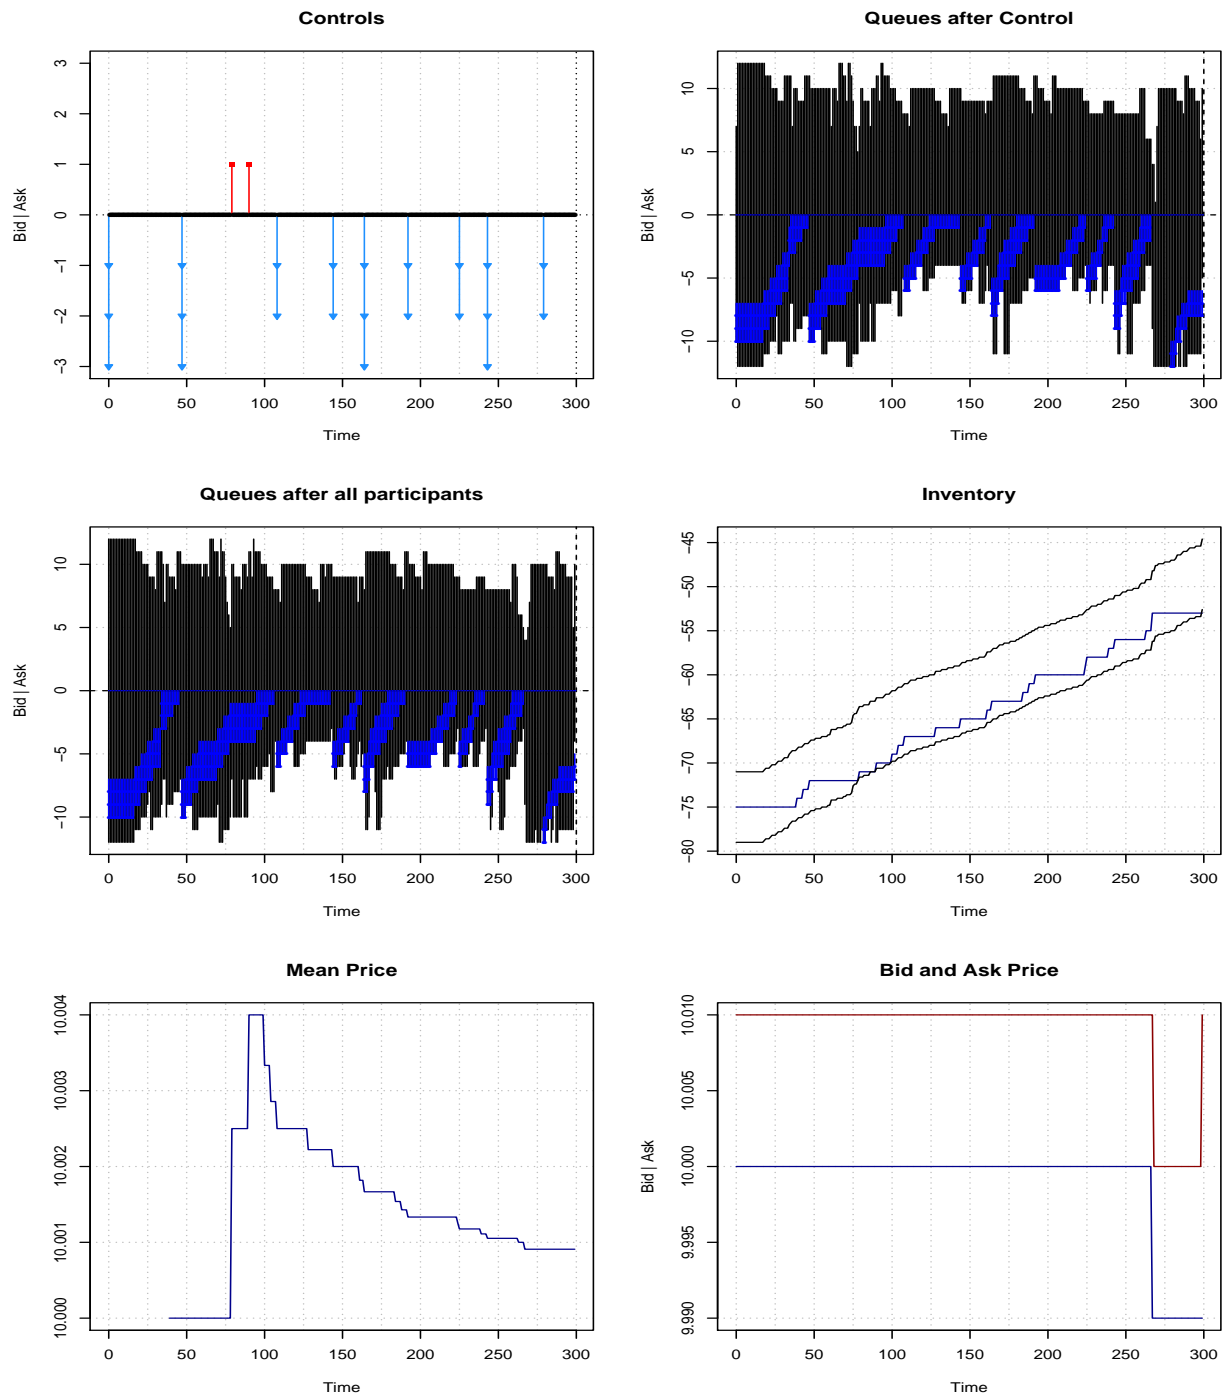 Controls
3
2
1
0
-1
-2
-3
Bid | Ask
0 50 100 150 200 250 300
Time
Queues after Control
10
5
0
-5
-10
Bid | Ask
0 50 100 150 200 250 300
Time
Queues after all participants
10
5
0
-5
-10
Bid | Ask
0 50 100 150 200 250 300
Time
Inventory
-45
-50
-55
-60
-65
-70
-75
-80
0 50 100 150 200 250 300
Time
Mean Price
10.004
10.003
10.002
10.001
10.000
0 50 100 150 200 250 300
Time
Bid and Ask Price
10.010
10.005
10.000
9.995
9.990
Bid | Ask
0 50 100 150 200 250 300
Time